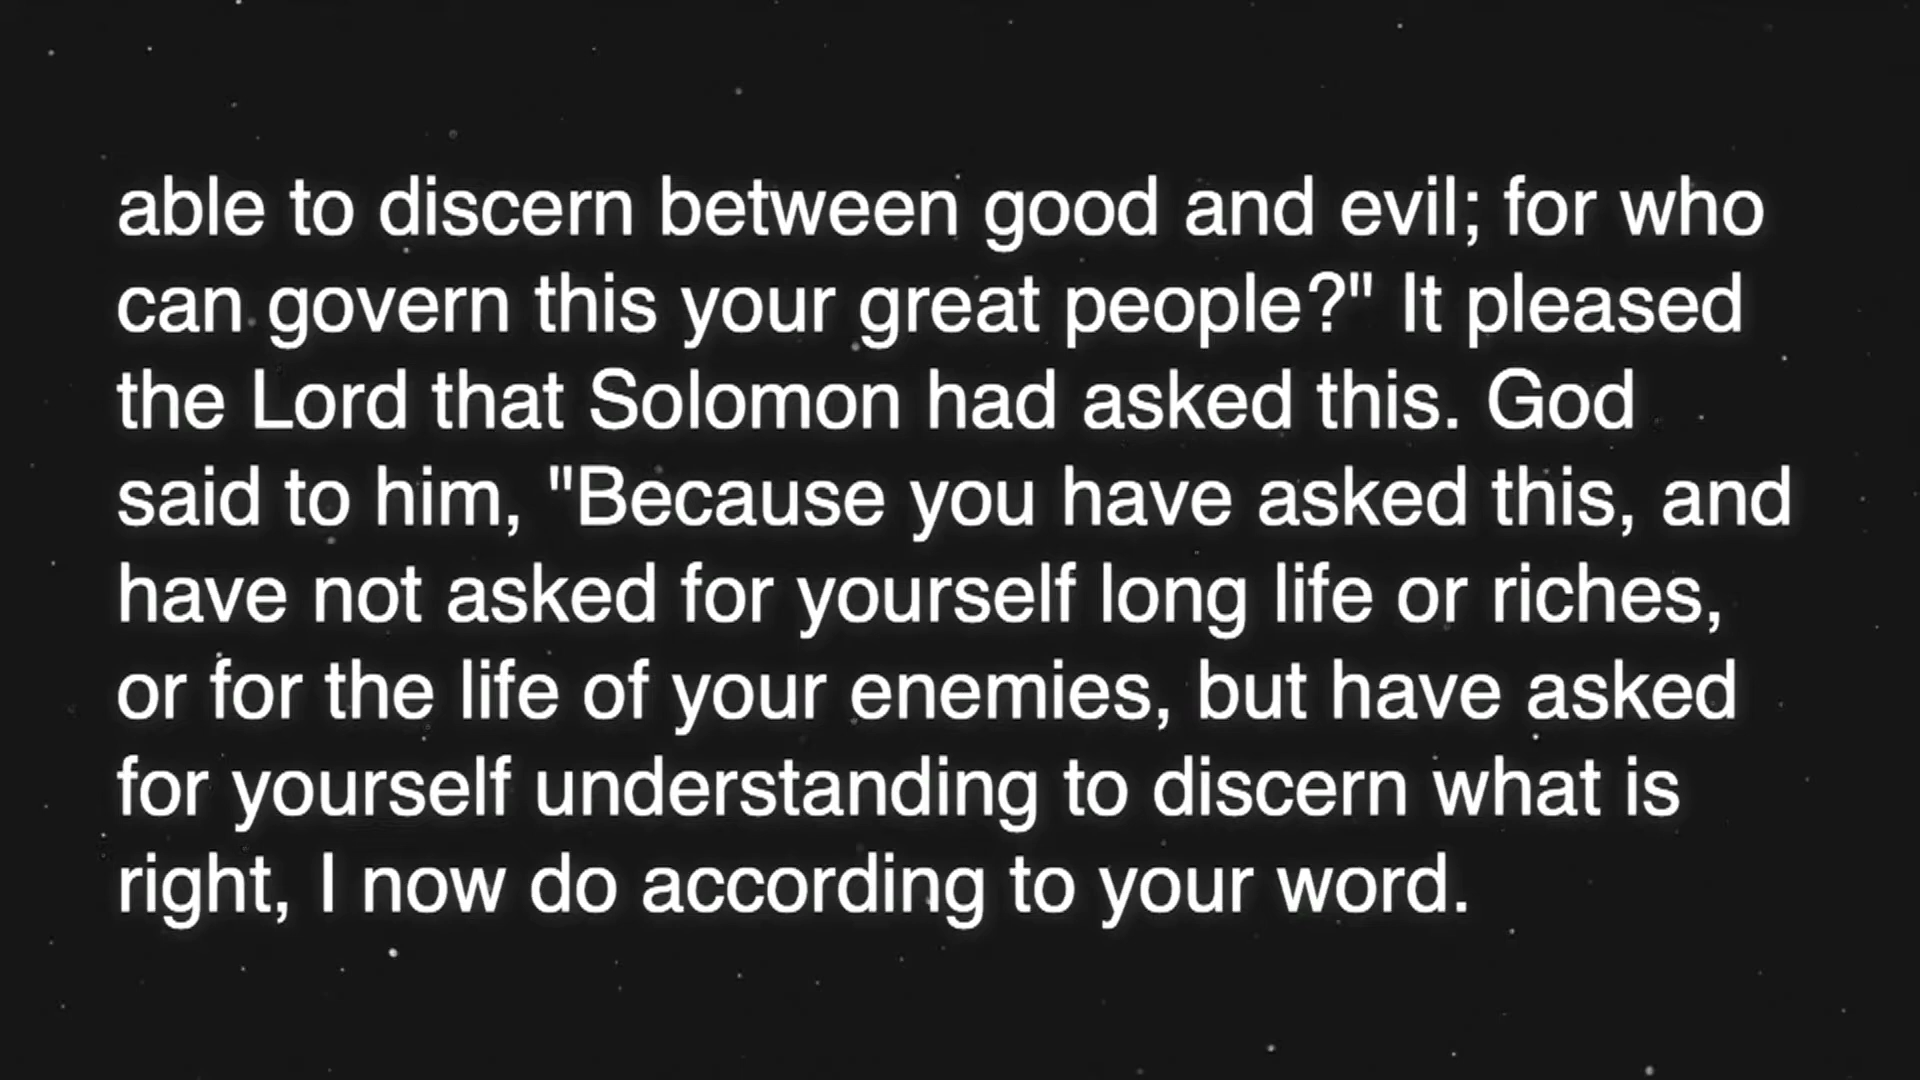 able to discern between good and evil; for who
can govern this your great people?" It pleased
the Lord that Solomon had asked this. God
said to him, "Because you have asked this, and
have not asked for yourself long life or riches,
or for the life of your enemies, but have asked
for yourself understanding to discern what is
right, I now do according to your word.